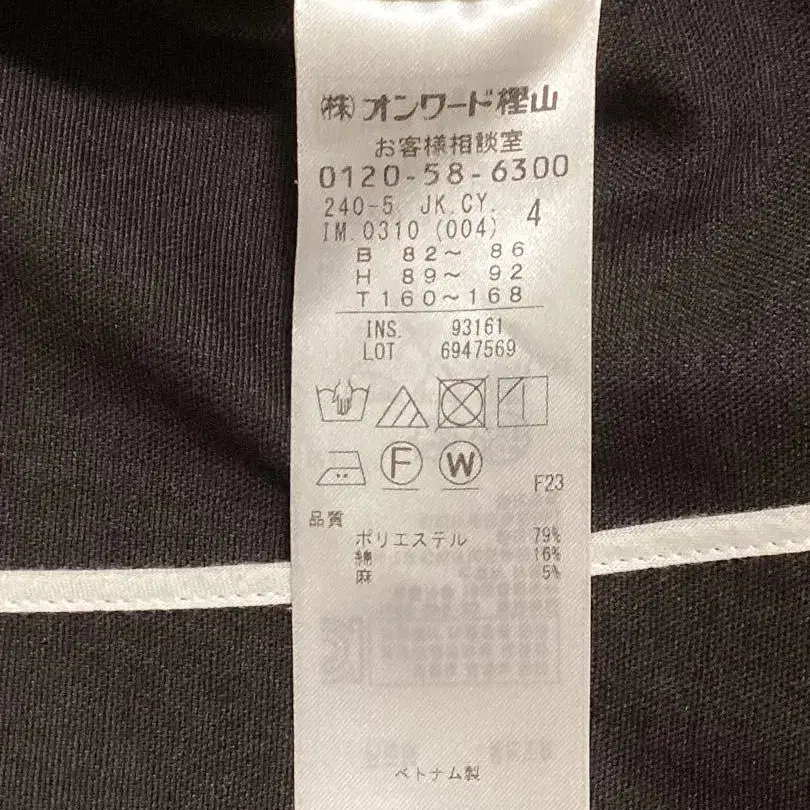 ㈱オンワード樫山
お客様相談室
0120-58-6300
240-5 JK.CY. 4
IM.0310 (004)
B 82～ 86
H 89～ 92
T160～168
INS. 93161
LOT 6947569
F
W
F23
品質
ポリエステル 79%
綿 16%
麻 5%
ベトナム製